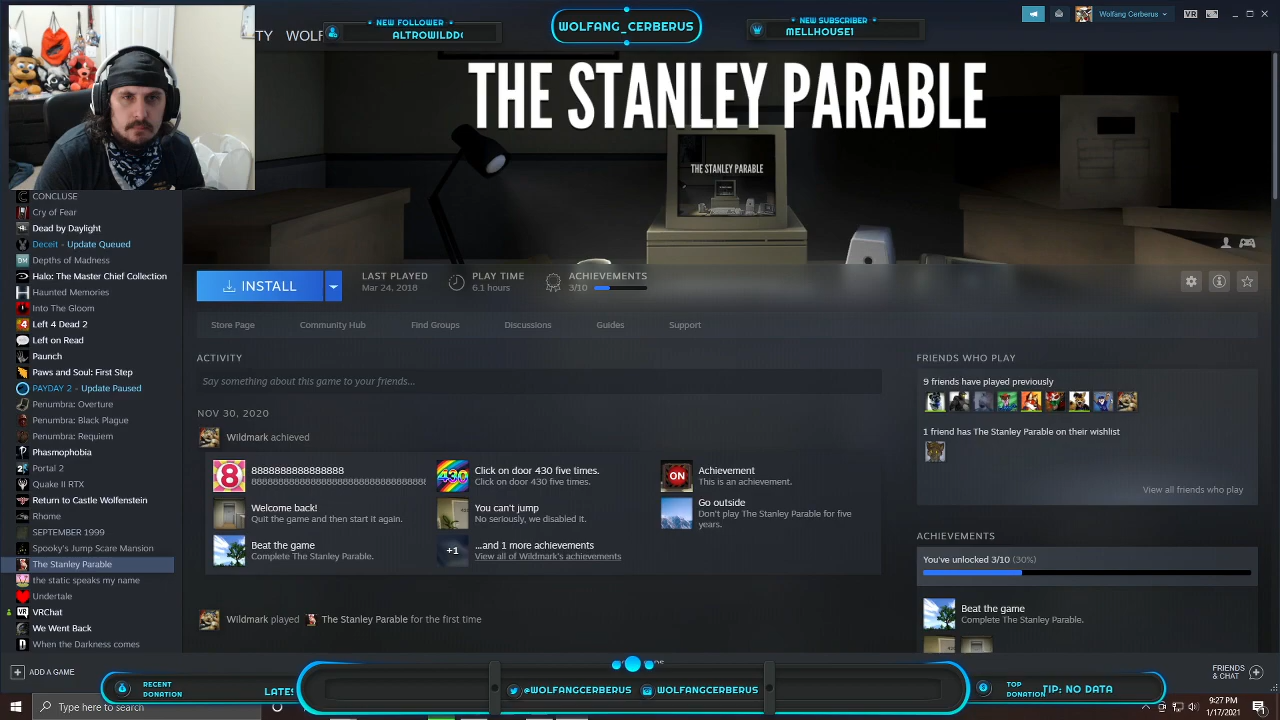 NEW FOLLOWER
ALTROWILDD
WOLFANG_CERBERUS
NEW SUBSCRIBER
MELLHOUSE1
Wolfang Cerberus
VR
TY WOLF
THE STANLEY PARABLE
THE STANLEY PARABLE
CONCLUSE
Cry of Fear
Dead by Daylight
Deceit - Update Queued
Depths of Madness
Halo: The Master Chief Collection
Haunted Memories
Into The Gloom
Left 4 Dead 2
Left on Read
Paunch
Paws and Soul: First Step
PAYDAY 2 - Update Paused
Penumbra: Overture
Penumbra: Black Plague
Penumbra: Requiem
Phasmophobia
Portal 2
Quake II RTX
Return to Castle Wolfenstein
Rhome
SEPTEMBER 1999
Spooky's Jump Scare Mansion
The Stanley Parable
the static speaks my name
Undertale
VRChat
We Went Back
When the Darkness comes
ADD A GAME
INSTALL
LAST PLAYED
Mar 24, 2018
PLAY TIME
6.1 hours
ACHIEVEMENTS
3/10
Store Page Community Hub Find Groups Discussions Guides Support
ACTIVITY
Say something about this game to your friends...
NOV 30, 2020
Wildmark achieved
8
8888888888888888
430
Click on door 430 five times.
Click on door 430 five times.
ON
Achievement
This is an achievement.
Welcome back!
Quit the game and then start it again.
You can't jump
No seriously, we disabled it.
Go outside
Don't play The Stanley Parable for five
years.
Beat the game
Complete The Stanley Parable.
+1
...and 1 more achievements
View all of Wildmark's achievements
Wildmark played The Stanley Parable for the first time
FRIENDS WHO PLAY
9 friends have played previously
1 friend has The Stanley Parable on their wishlist
View all friends who play
ACHIEVEMENTS
You've unlocked 3/10 (30%)
Beat the game
Complete The Stanley Parable.
FRIENDS
& CHAT
RECENT
DONATION
LATES
@WOLFANGCERBERUS
WOLFANGCERBERUS
TOP
DONATION
TIP: NO DATA
Type here to search
9:27 PM
1/17/2021